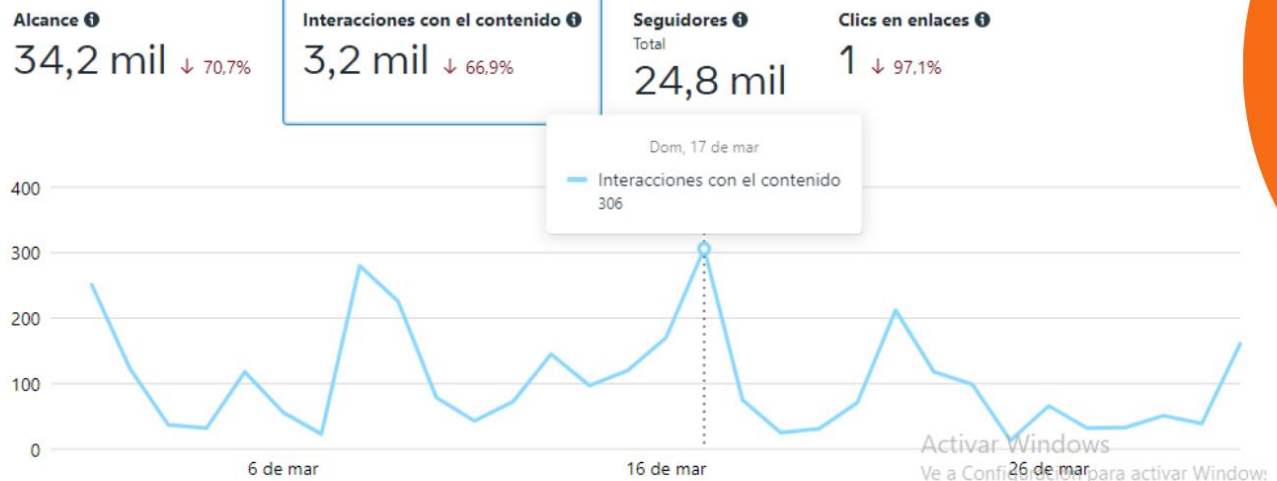 Alcance
34,2 mil ↓ 70,7%
Interacciones con el contenido
3,2 mil ↓ 66,9%
Seguidores
Total
24,8 mil
Clics en enlaces
1 ↓ 97,1%
Dom, 17 de mar
Interacciones con el contenido
306
400
300
200
100
0
6 de mar
16 de mar
26 de mar
Activar Windows
Ve a Configuración para activar Windows